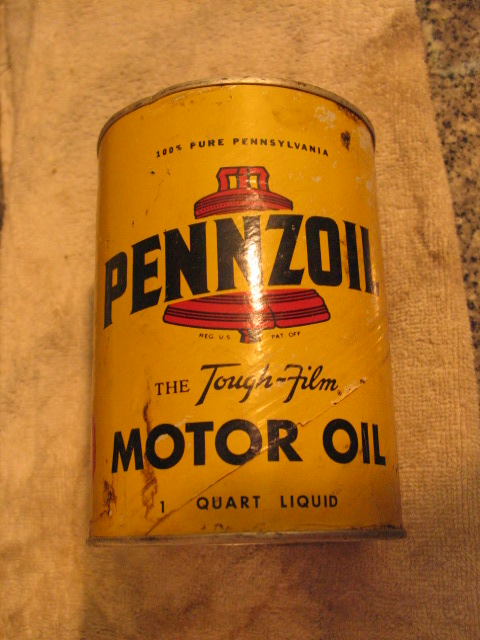 100% PURE PENNSYLVANIA
PENNZOIL
REG. U.S. PAT. OFF
THE Tough-Film
MOTOR OIL
1 QUART LIQUID